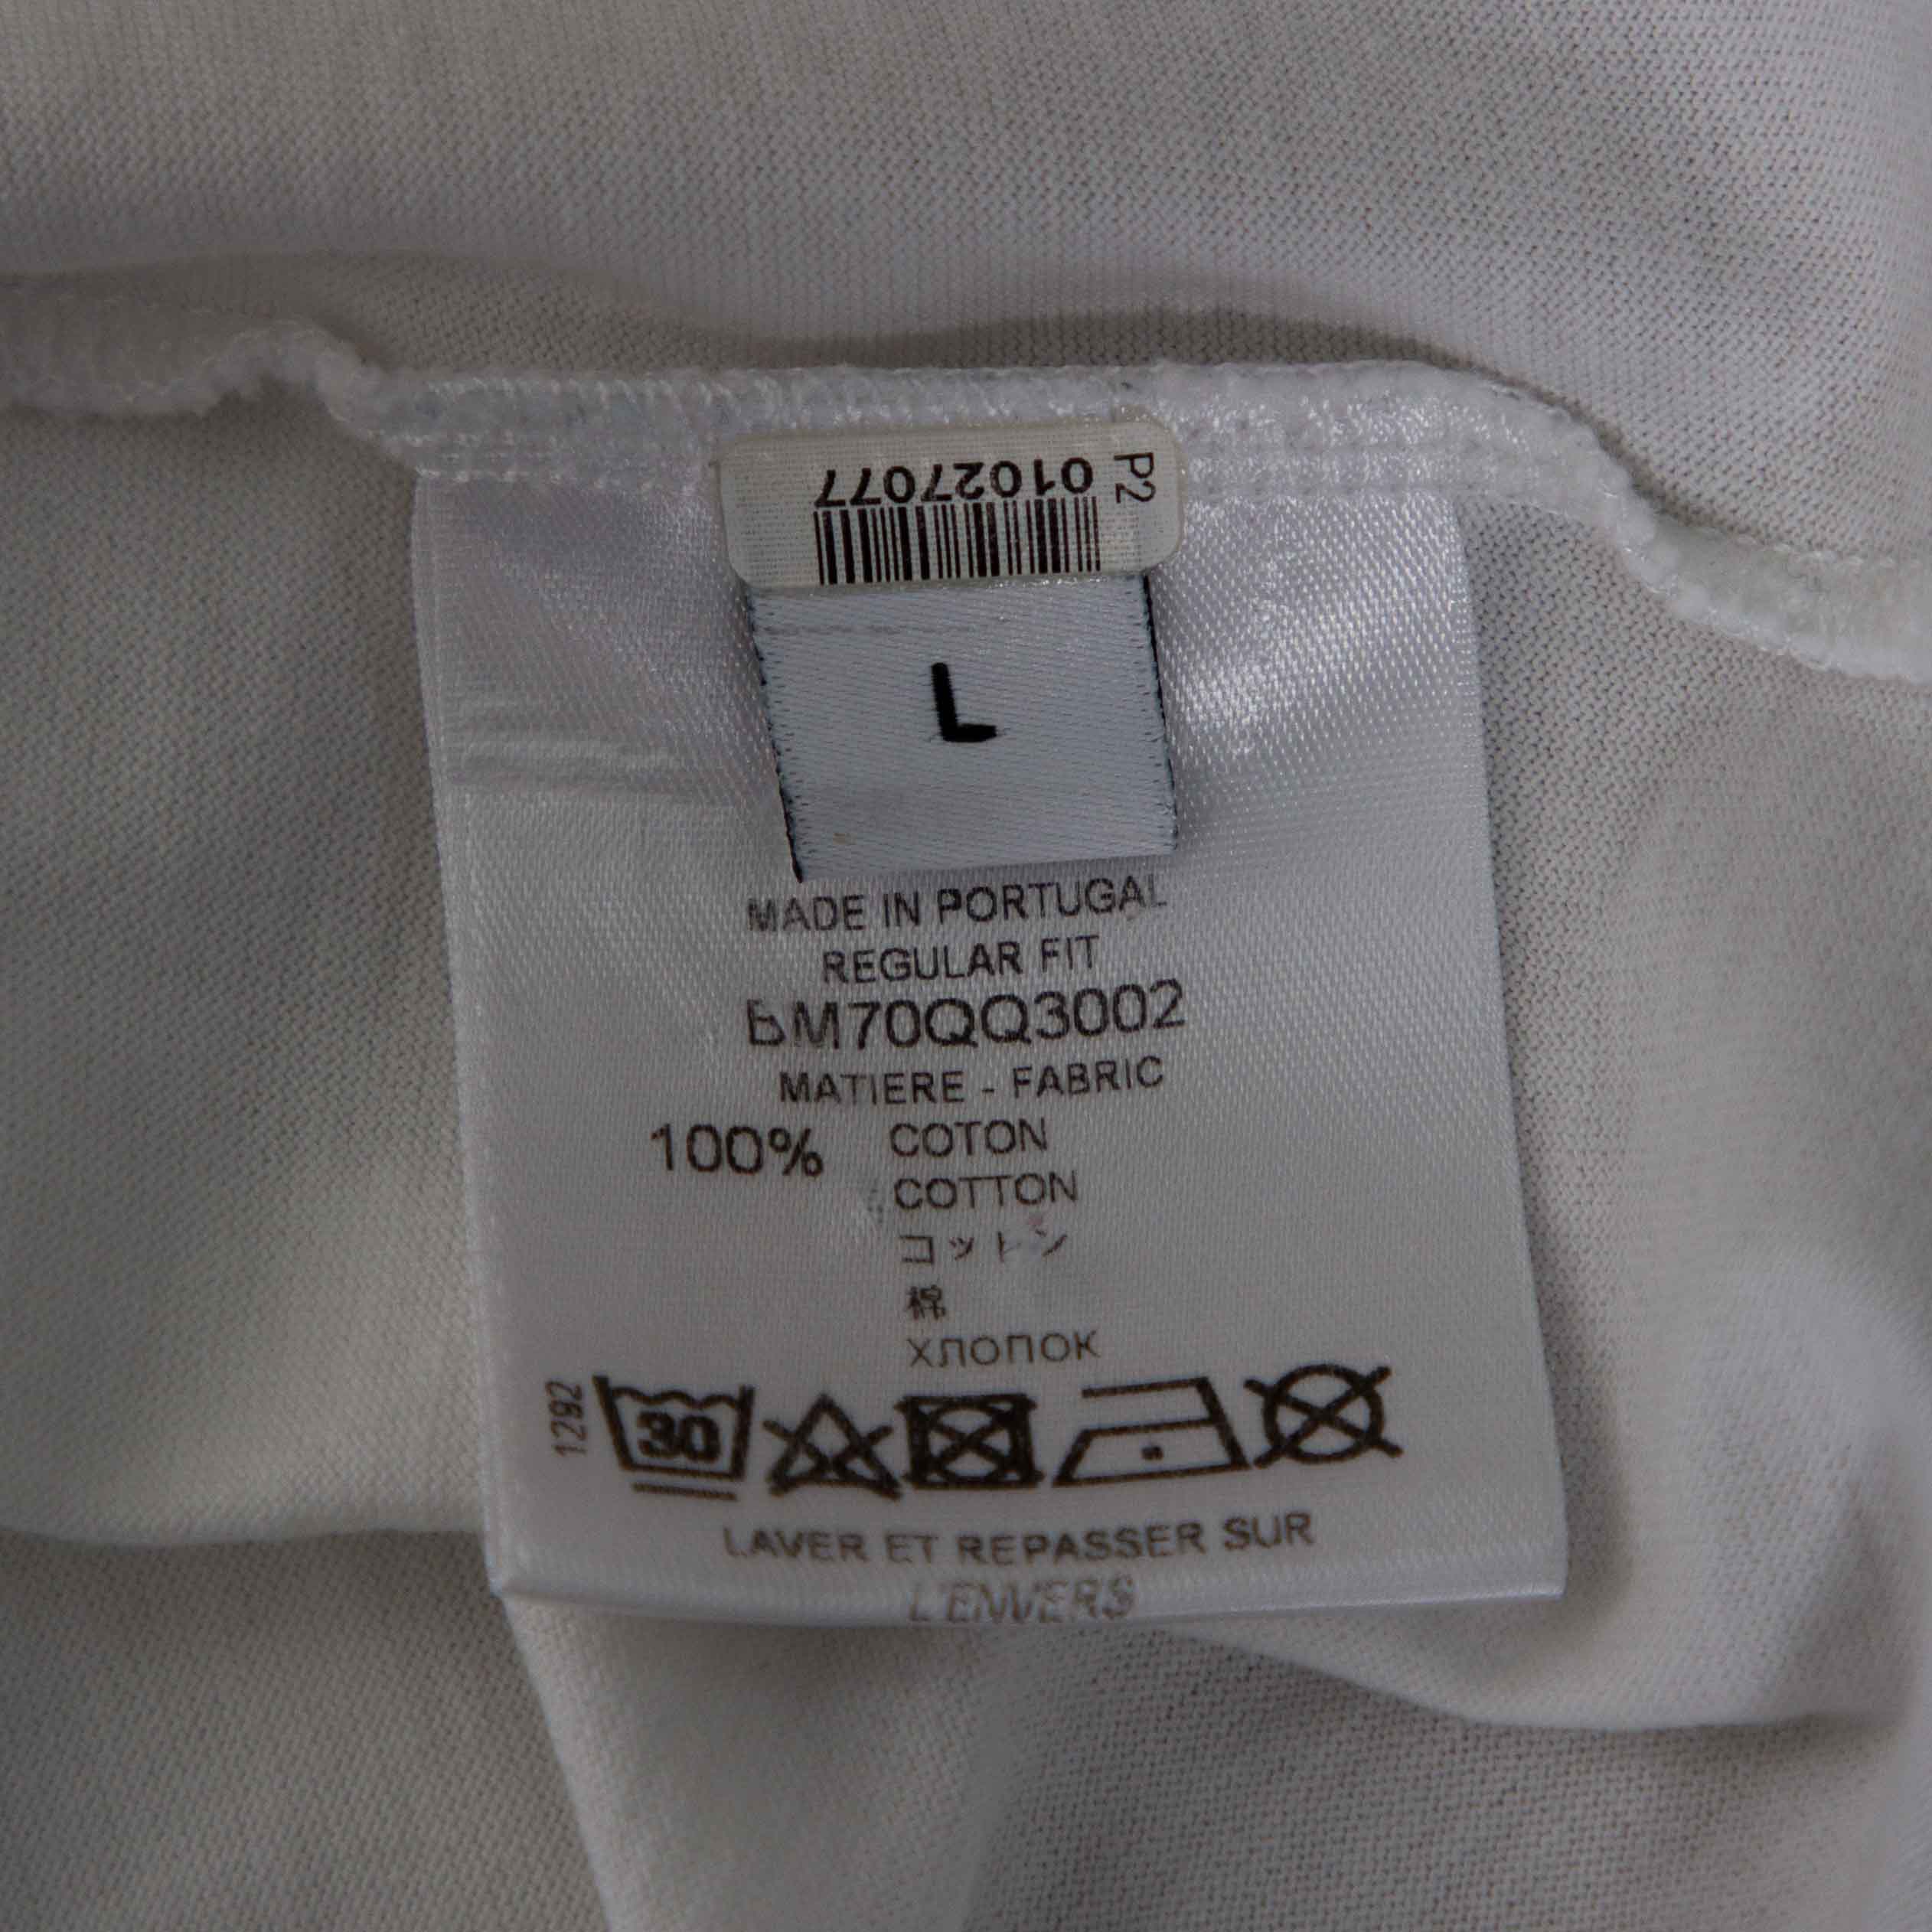 P2
01027077
L
MADE IN PORTUGAL
REGULAR FIT
BM70QQ3002
MATIERE - FABRIC
100% COTON
COTTON
コットン
棉
ХЛОПОК
1292
30
LAVER ET REPASSER SUR
L'ENVERS